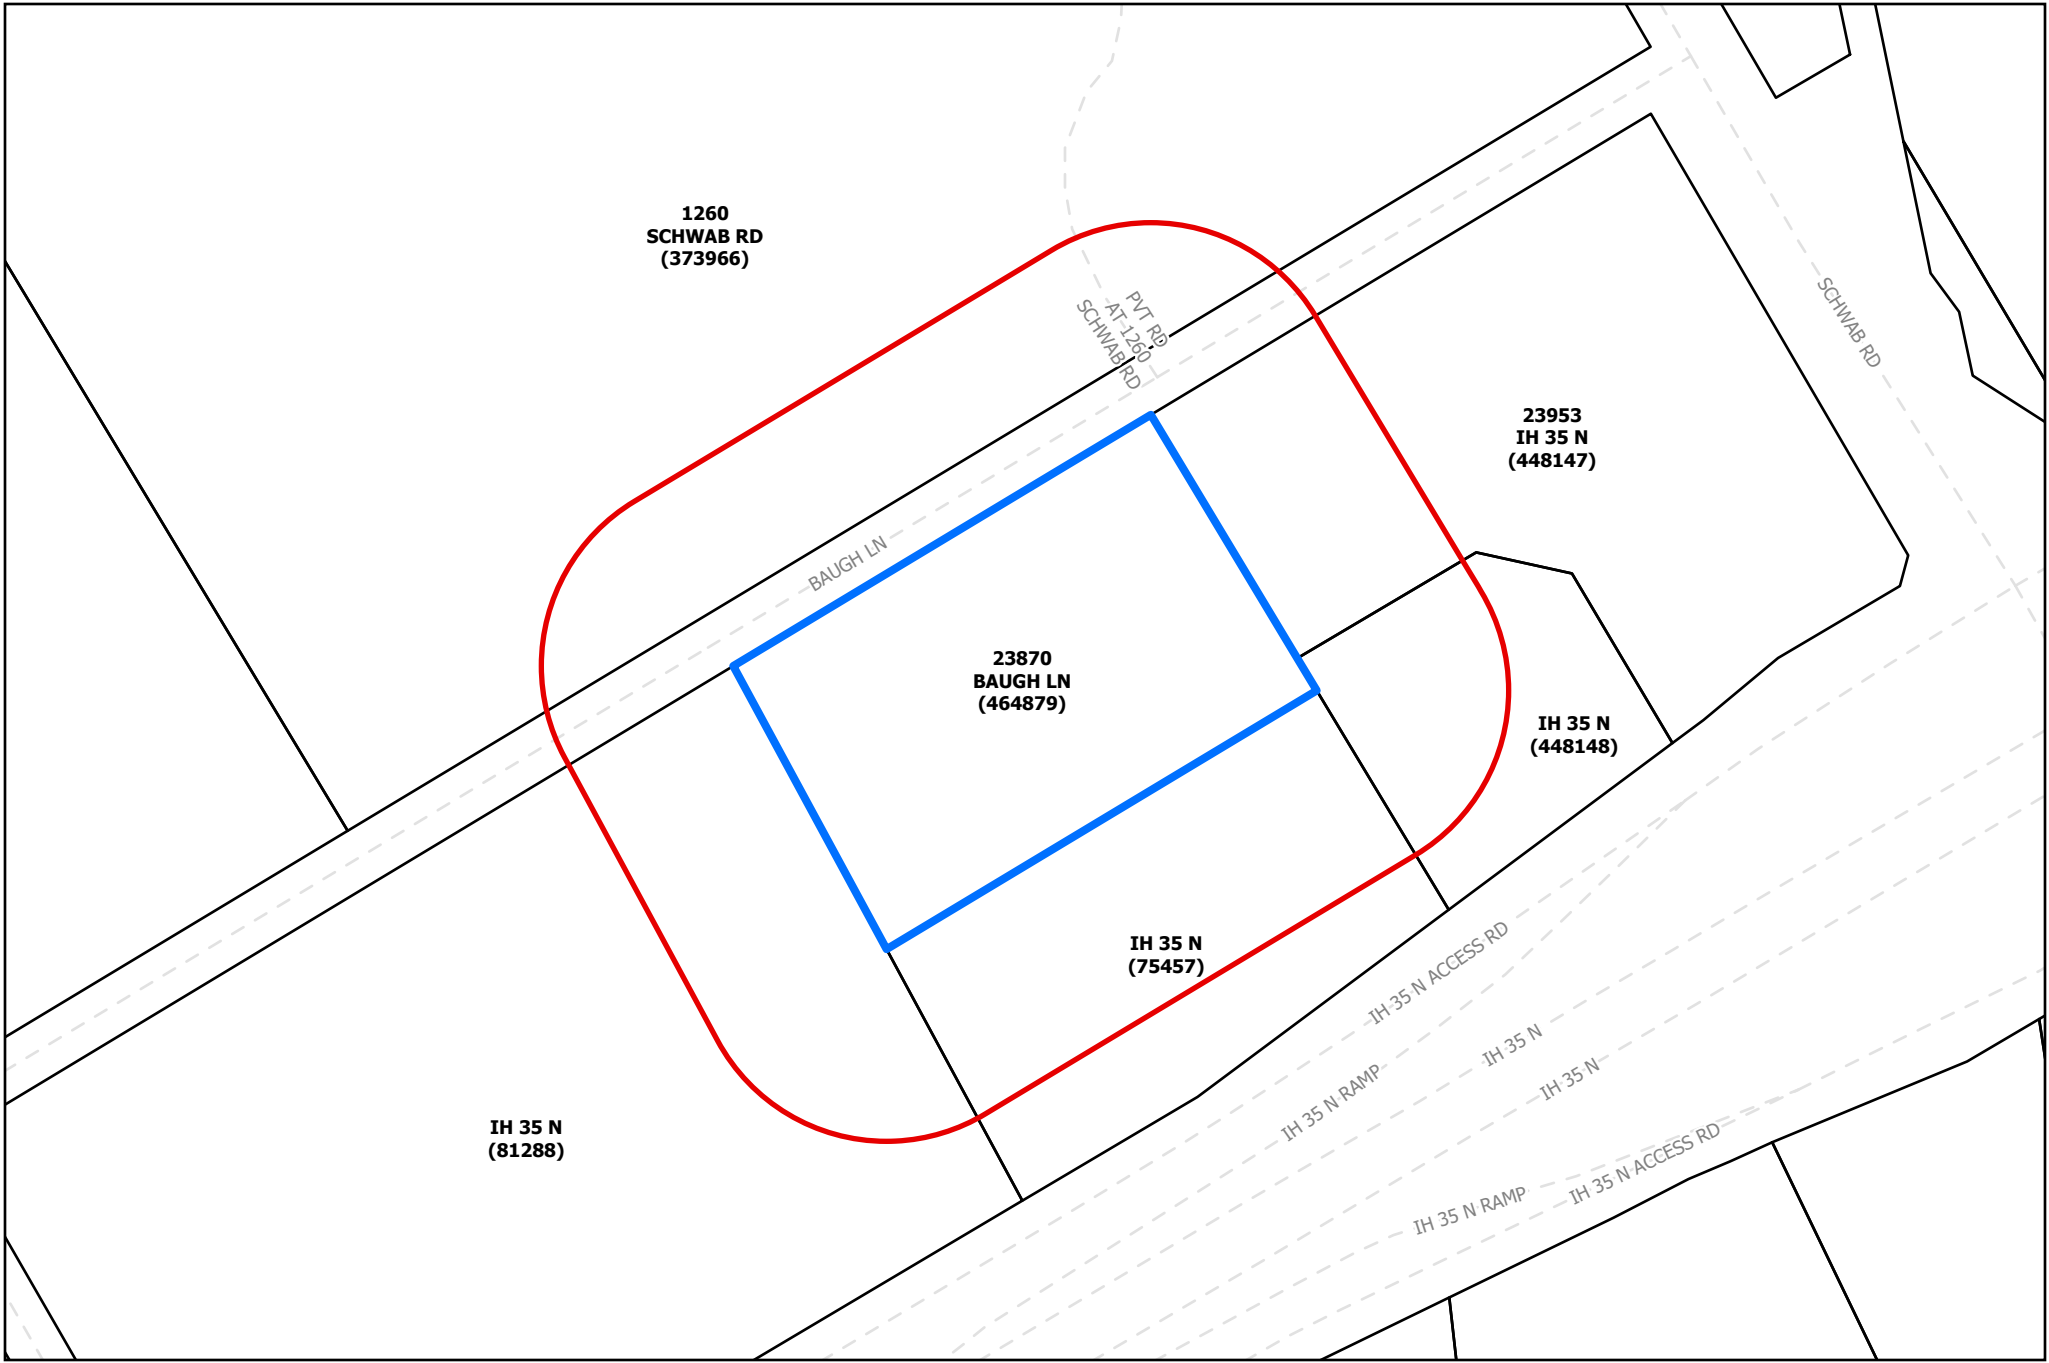 1260
SCHWAB RD
(373966)
PVT RD
AT 1260
SCHWAB RD
SCHWAB RD
23953
IH 35 N
(448147)
BAUGH LN
23870
BAUGH LN
(464879)
IH 35 N
(448148)
IH 35 N
(75457)
IH 35 N ACCESS RD
IH 35 N
IH 35 N
IH 35 N RAMP
IH 35 N
(81288)
IH 35 N ACCESS RD
IH 35 N RAMP